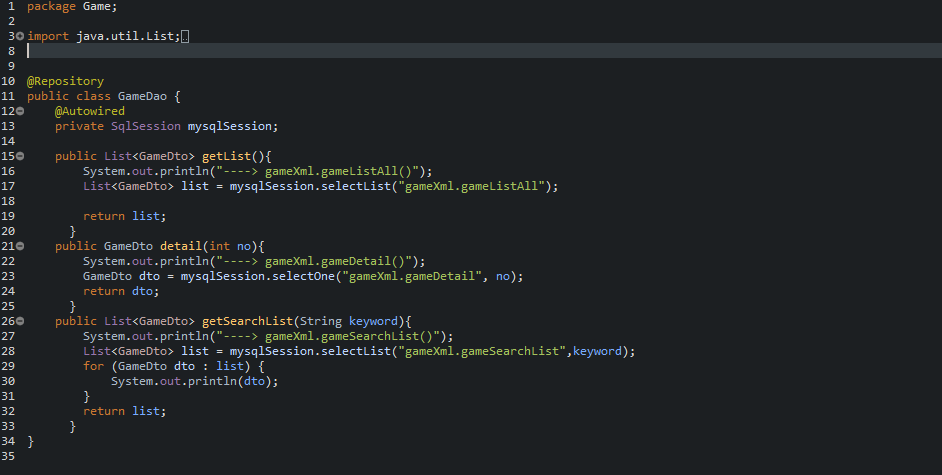 1 package Game;
2
3 import java.util.List;
8
9
10 @Repository
11 public class GameDao {
12     @Autowired
13     private SqlSession mysqlSession;
14
15     public List<GameDto> getList(){
16         System.out.println("----> gameXml.gameListAll()");
17         List<GameDto> list = mysqlSession.selectList("gameXml.gameListAll");
18
19         return list;
20       }
21     public GameDto detail(int no){
22         System.out.println("----> gameXml.gameDetail()");
23         GameDto dto = mysqlSession.selectOne("gameXml.gameDetail", no);
24         return dto;
25       }
26     public List<GameDto> getSearchList(String keyword){
27         System.out.println("----> gameXml.gameSearchList()");
28         List<GameDto> list = mysqlSession.selectList("gameXml.gameSearchList",keyword);
29         for (GameDto dto : list) {
30             System.out.println(dto);
31         }
32         return list;
33       }
34 }
35